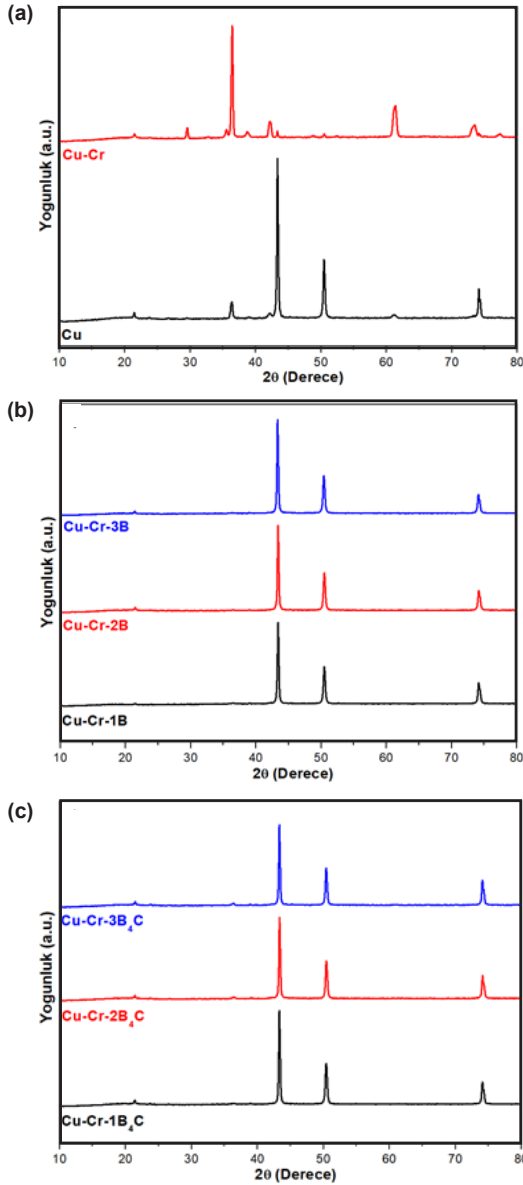 (a)
Yogunluk (a.u.)
Cu-Cr
Cu
10 20 30 40 50 60 70 80
2θ (Derece)
(b)
Yogunluk (a.u.)
Cu-Cr-3B
Cu-Cr-2B
Cu-Cr-1B
10 20 30 40 50 60 70 80
2θ (Derece)
(c)
Yogunluk (a.u.)
Cu-Cr-3B₄C
Cu-Cr-2B₄C
Cu-Cr-1B₄C
10 20 30 40 50 60 70 80
2θ (Derece)